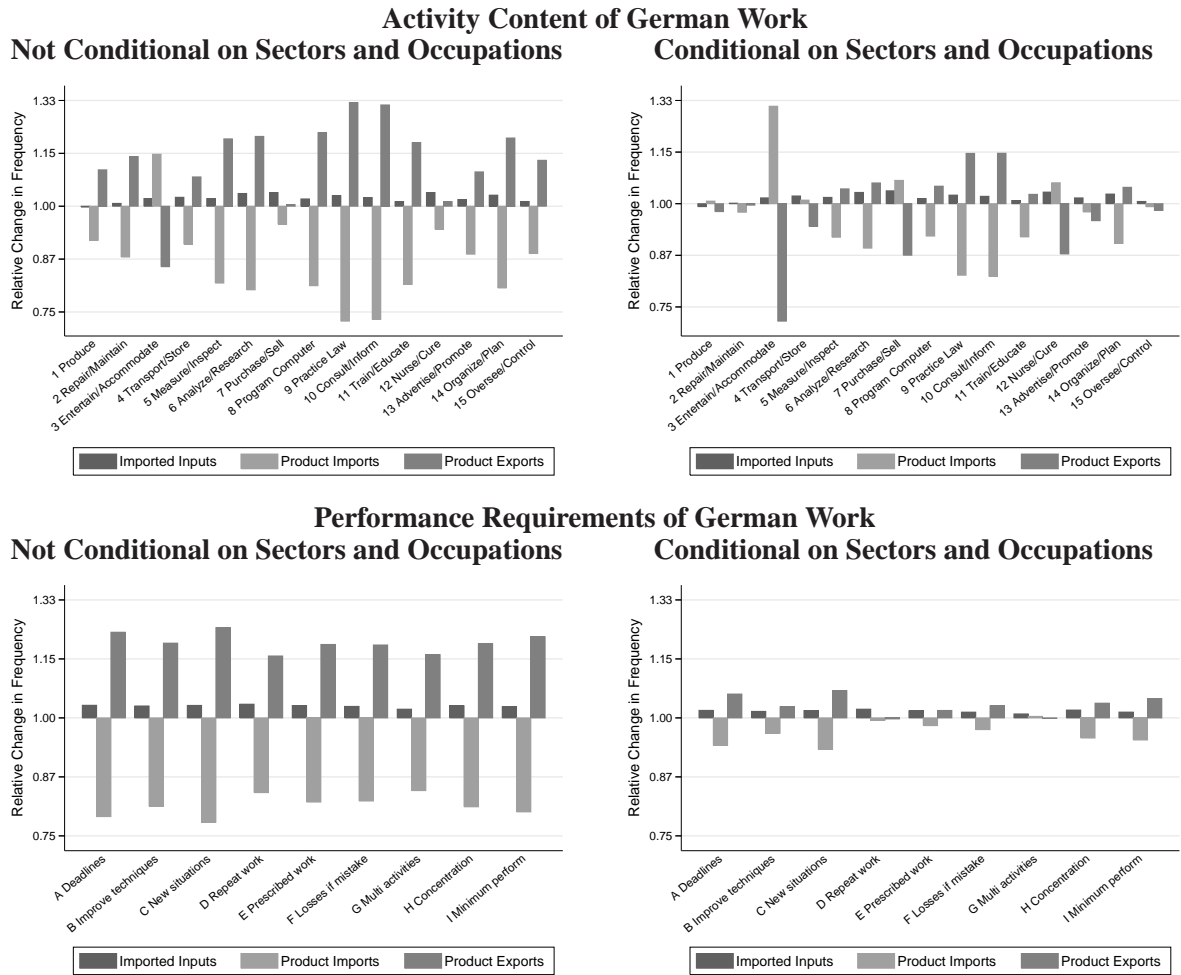 Activity Content of German Work
Not Conditional on Sectors and Occupations
Conditional on Sectors and Occupations
Relative Change in Frequency
1.33
1.15
1.00
0.87
0.75
1 Produce
2 Repair/Maintain
3 Entertain/Accommodate
4 Transport/Store
5 Measure/Inspect
6 Analyze/Research
7 Purchase/Sell
8 Program Computer
9 Practice Law
10 Consult/Inform
11 Train/Educate
12 Nurse/Cure
13 Advertise/Promote
14 Organize/Plan
15 Oversee/Control
Imported Inputs Product Imports Product Exports
Relative Change in Frequency
1.33
1.15
1.00
0.87
0.75
1 Produce
2 Repair/Maintain
3 Entertain/Accommodate
4 Transport/Store
5 Measure/Inspect
6 Analyze/Research
7 Purchase/Sell
8 Program Computer
9 Practice Law
10 Consult/Inform
11 Train/Educate
12 Nurse/Cure
13 Advertise/Promote
14 Organize/Plan
15 Oversee/Control
Imported Inputs Product Imports Product Exports
Performance Requirements of German Work
Not Conditional on Sectors and Occupations
Conditional on Sectors and Occupations
Relative Change in Frequency
1.33
1.15
1.00
0.87
0.75
A Deadlines
B Improve techniques
C New situations
D Repeat work
E Prescribed work
F Losses if mistake
G Multi activities
H Concentration
I Minimum perform
Imported Inputs Product Imports Product Exports
Relative Change in Frequency
1.33
1.15
1.00
0.87
0.75
A Deadlines
B Improve techniques
C New situations
D Repeat work
E Prescribed work
F Losses if mistake
G Multi activities
H Concentration
I Minimum perform
Imported Inputs Product Imports Product Exports